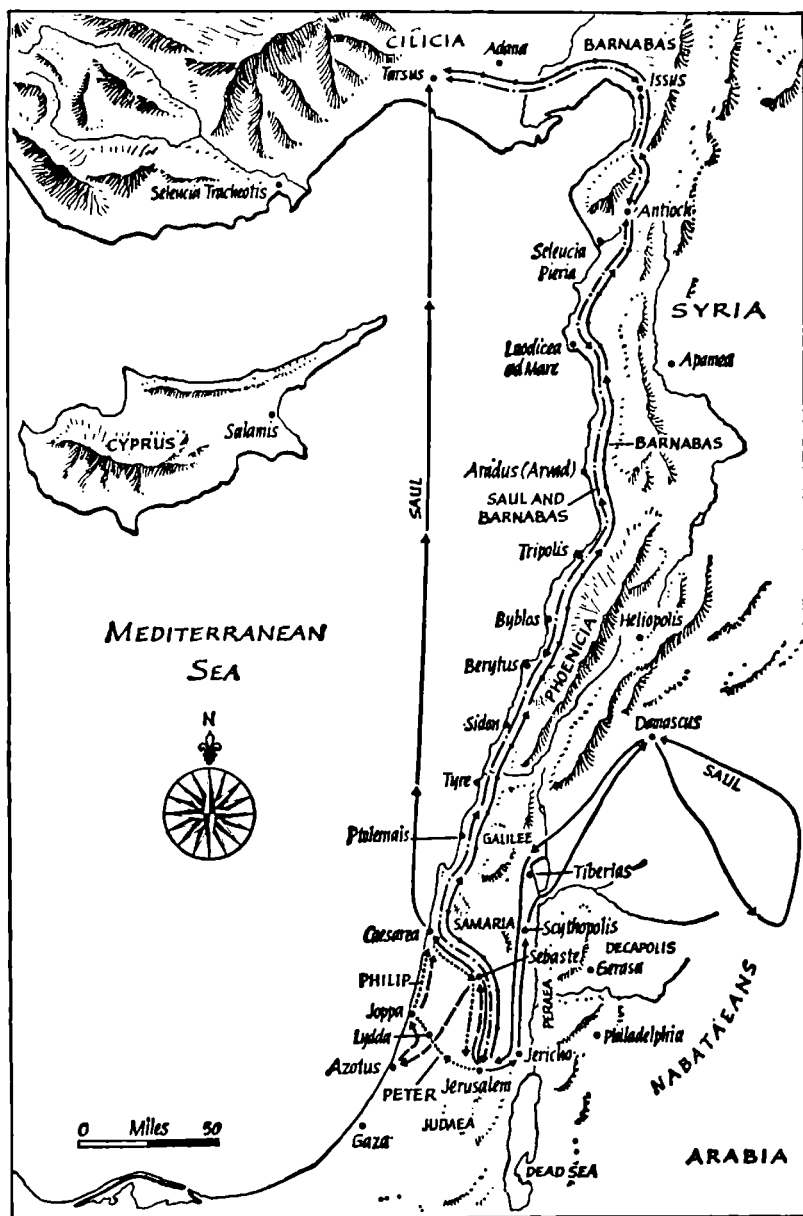 CILICIA
Adana
BARNABAS
Tarsus
Issus
Seleucia Tracheotis
Antioch
Seleucia
Pieria
SYRIA
Laodicea
ad Mare
Apamea
CYPRUS
Salamis
BARNABAS
Aradus (Arvad)
SAUL
SAUL AND
BARNABAS
Tripolis
MEDITERRANEAN
SEA
Byblos
PHOENICIA
Heliopolis
Berytus
N
Sidon
Damascus
Tyre
SAUL
Ptolemais
GALILEE
Tiberias
Caesarea
SAMARIA
Scythopolis
Sebaste
DECAPOLIS
PHILIP
Gerasa
Joppa
PERAEA
NABATAEANS
Lydda
Philadelphia
Azotus
PETER
Jericho
Jerusalem
0 Miles 50
JUDAEA
Gaza
DEAD SEA
ARABIA